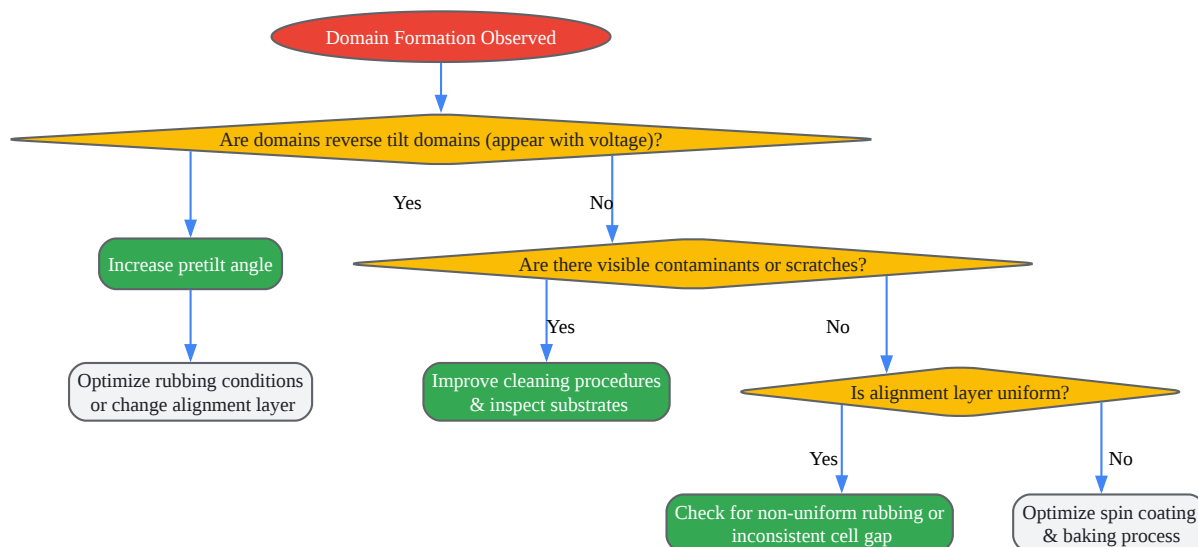 Domain Formation Observed
Are domains reverse tilt domains (appear with voltage)?
Yes
No
Increase pretilt angle
Are there visible contaminants or scratches?
Yes
No
Optimize rubbing conditions
or change alignment layer
Improve cleaning procedures
& inspect substrates
Is alignment layer uniform?
Yes
No
Check for non-uniform rubbing or
inconsistent cell gap
Optimize spin coating
& baking process